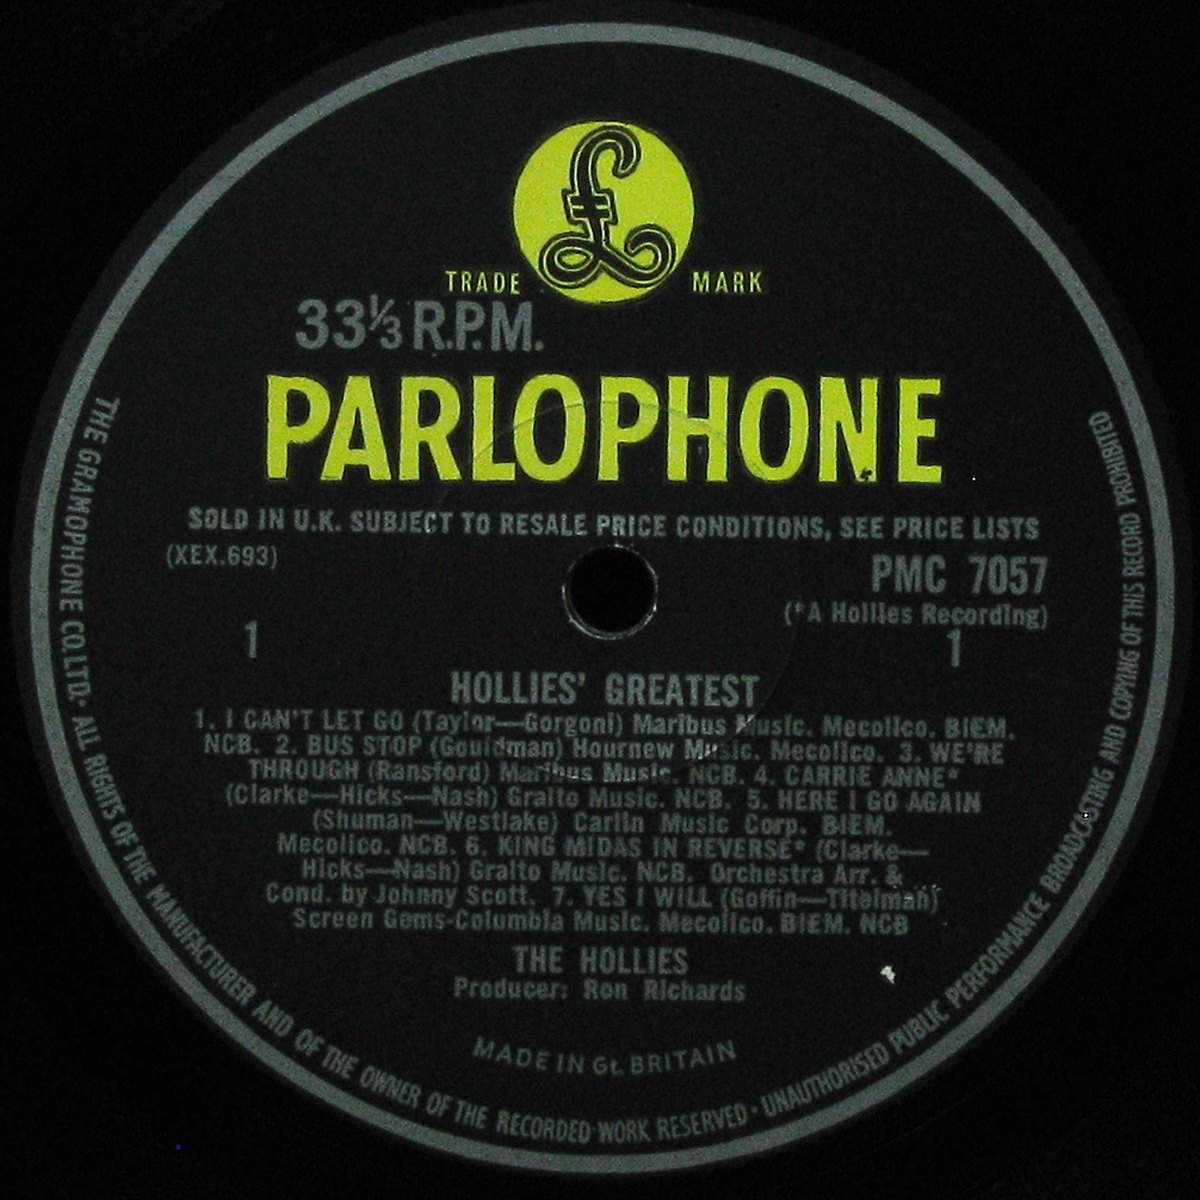 £
TRADE MARK
33⅓ R.P.M.
PARLOPHONE
SOLD IN U.K. SUBJECT TO RESALE PRICE CONDITIONS, SEE PRICE LISTS
(XEX.693)
PMC 7057
(*A Hollies Recording)
1 1
HOLLIES' GREATEST
1. I CAN'T LET GO (Taylor—Gorgoni) Maribus Music. Mecolico. BIEM.
NCB. 2. BUS STOP (Gouldman) Hournew Music. Mecolico. 3. WE'RE
THROUGH (Ransford) Maribus Music. NCB. 4. CARRIE ANNE*
(Clarke—Hicks—Nash) Gralto Music. NCB. 5. HERE I GO AGAIN
(Shuman—Westlake) Carlin Music Corp. BIEM.
Mecolico. NCB. 6. KING MIDAS IN REVERSE* (Clarke—
Hicks—Nash) Gralto Music. NCB. Orchestra Arr. &
Cond. by Johnny Scott. 7. YES I WILL (Goffin—Titelman)
Screen Gems-Columbia Music. Mecolico. BIEM. NCB
THE HOLLIES
Producer: Ron Richards
MADE IN Gt. BRITAIN
THE GRAMOPHONE CO. LTD. · ALL RIGHTS OF THE MANUFACTURER AND OF THE OWNER OF THE RECORDED WORK RESERVED · UNAUTHORISED PUBLIC PERFORMANCE BROADCASTING AND COPYING OF THIS RECORD PROHIBITED